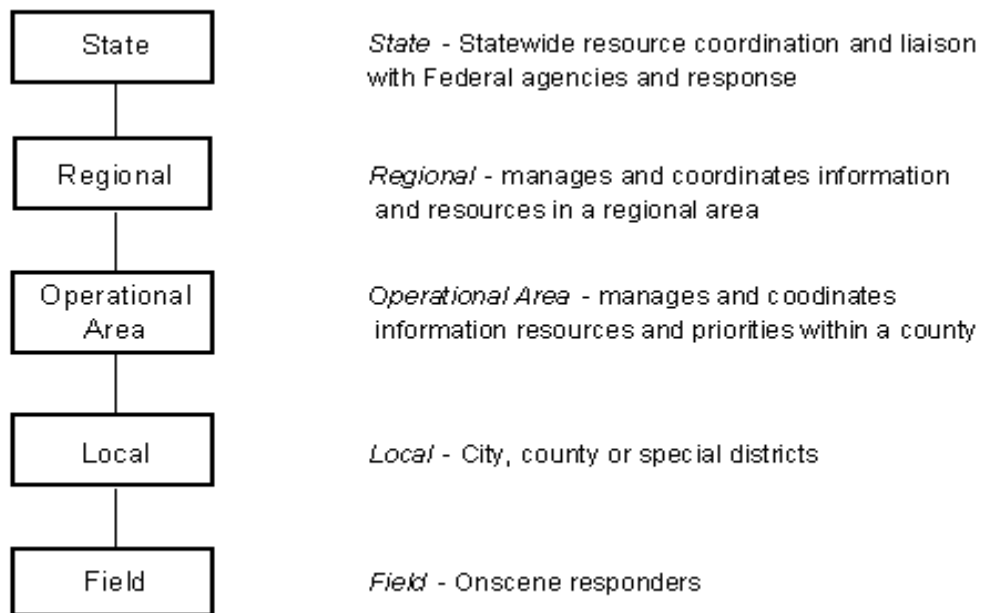 State
State - Statewide resource coordination and liaison
with Federal agencies and response
Regional
Regional - manages and coordinates information
and resources in a regional area
Operational
Area
Operational Area - manages and coodinates
information resources and priorities within a county
Local
Local - City, county or special districts
Field
Field - Onscene responders